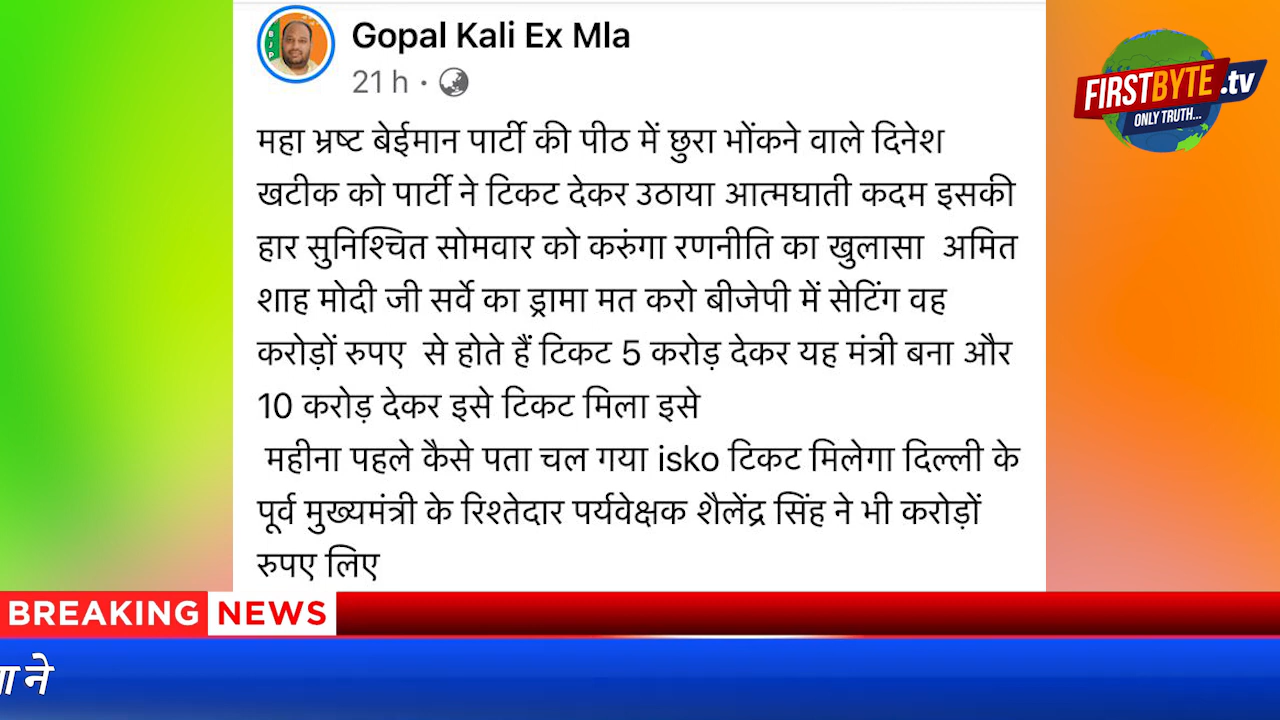 Gopal Kali Ex Mla
21 h ·
FIRSTBYTE.tv
ONLY TRUTH...
BJP
महा भ्रष्ट बेईमान पार्टी की पीठ में छुरा भोंकने वाले दिनेश
खटीक को पार्टी ने टिकट देकर उठाया आत्मघाती कदम इसकी
हार सुनिश्चित सोमवार को करुंगा रणनीति का खुलासा अमित
शाह मोदी जी सर्वे का ड्रामा मत करो बीजेपी में सेटिंग वह
करोड़ों रुपए से होते हैं टिकट 5 करोड़ देकर यह मंत्री बना और
10 करोड़ देकर इसे टिकट मिला इसे
महीना पहले कैसे पता चल गया isko टिकट मिलेगा दिल्ली के
पूर्व मुख्यमंत्री के रिश्तेदार पर्यवेक्षक शैलेंद्र सिंह ने भी करोड़ों
रुपए लिए
BREAKING NEWS
ने